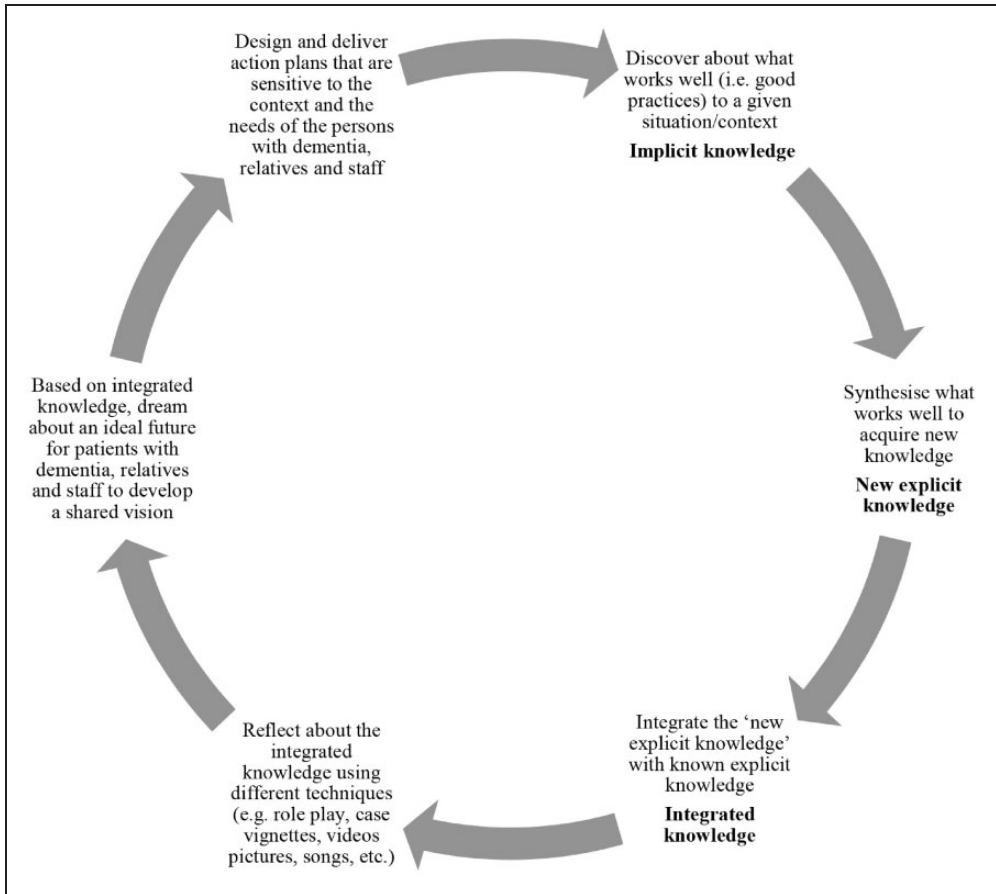 Design and deliver
action plans that are
sensitive to the
context and the
needs of the persons
with dementia,
relatives and staff
Discover about what
works well (i.e. good
practices) to a given
situation/context
Implicit knowledge
Synthesise what
works well to
acquire new
knowledge
New explicit
knowledge
Integrate the ‘new
explicit knowledge’
with known explicit
knowledge
Integrated
knowledge
Reflect about the
integrated
knowledge using
different techniques
(e.g. role play, case
vignettes, videos
pictures, songs, etc.)
Based on integrated
knowledge, dream
about an ideal future
for patients with
dementia, relatives
and staff to develop
a shared vision